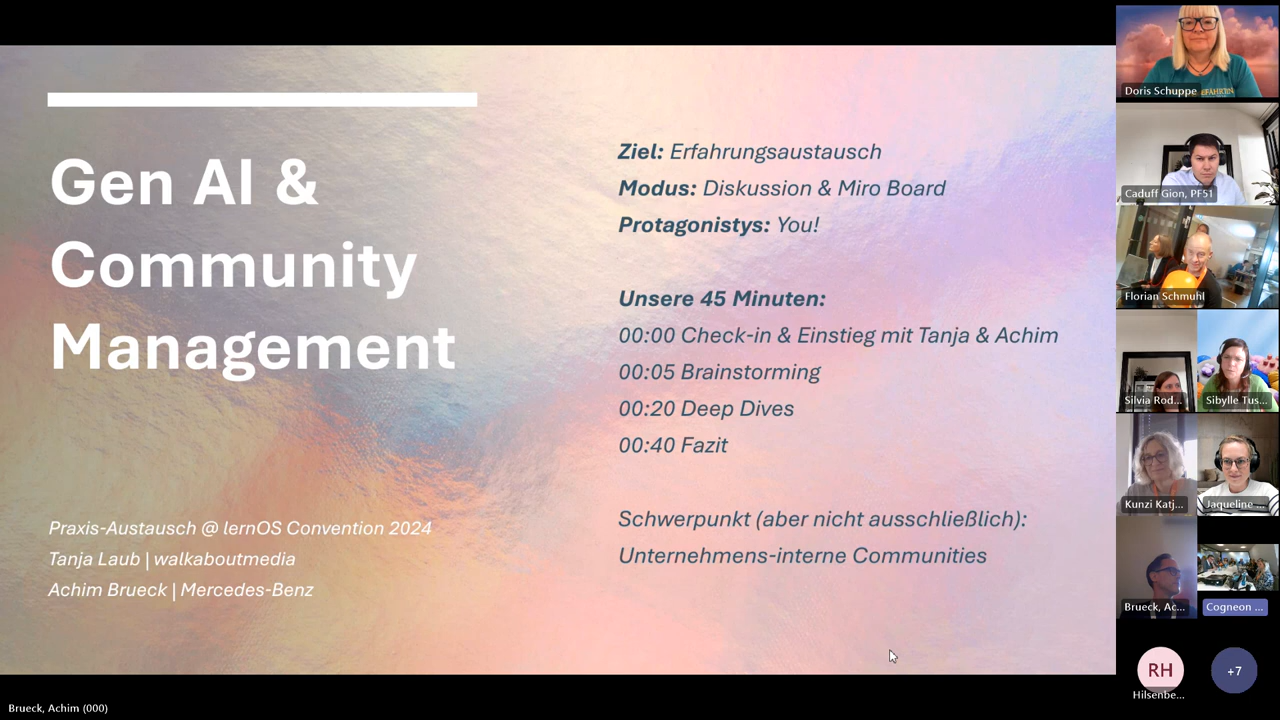 Gen AI &
Community
Management
Praxis-Austausch @ lernOS Convention 2024
Tanja Laub | walkaboutmedia
Achim Brueck | Mercedes-Benz
Ziel: Erfahrungsaustausch
Modus: Diskussion & Miro Board
Protagonistys: You!
Unsere 45 Minuten:
00:00 Check-in & Einstieg mit Tanja & Achim
00:05 Brainstorming
00:20 Deep Dives
00:40 Fazit
Schwerpunkt (aber nicht ausschließlich):
Unternehmens-interne Communities
Doris Schuppe
Caduff Gion, PF51
Florian Schmuhl
Silvia Rod...
Sibylle Tus...
Kunzi Katj...
Jaqueline ...
Brueck, Ac...
Cogneon ...
RH
Hilsenbe...
+7
Brueck, Achim (000)